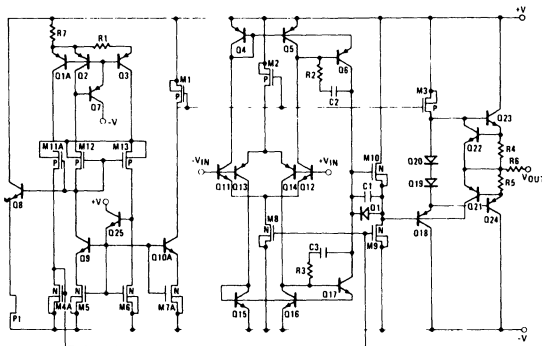 +V
R7
R1
Q1A
Q2
Q3
Q4
Q5
Q6
R2
C2
M1
P
M2
P
M3
P
Q7
-V
Q23
Q22
R4
R6
VOUT
R5
Q20
Q19
Q21
Q24
Q18
M11A
P
M12
P
M13
P
-VIN
+VIN
Q11
Q13
Q14
Q12
M10
N
C1
Q1
Q8
+V
Q25
Q9
Q10A
M8
N
N
M9
C3
R3
Q17
Q15
Q16
P1
N
M4A
N
M5
N
M6
N
M7A
-V